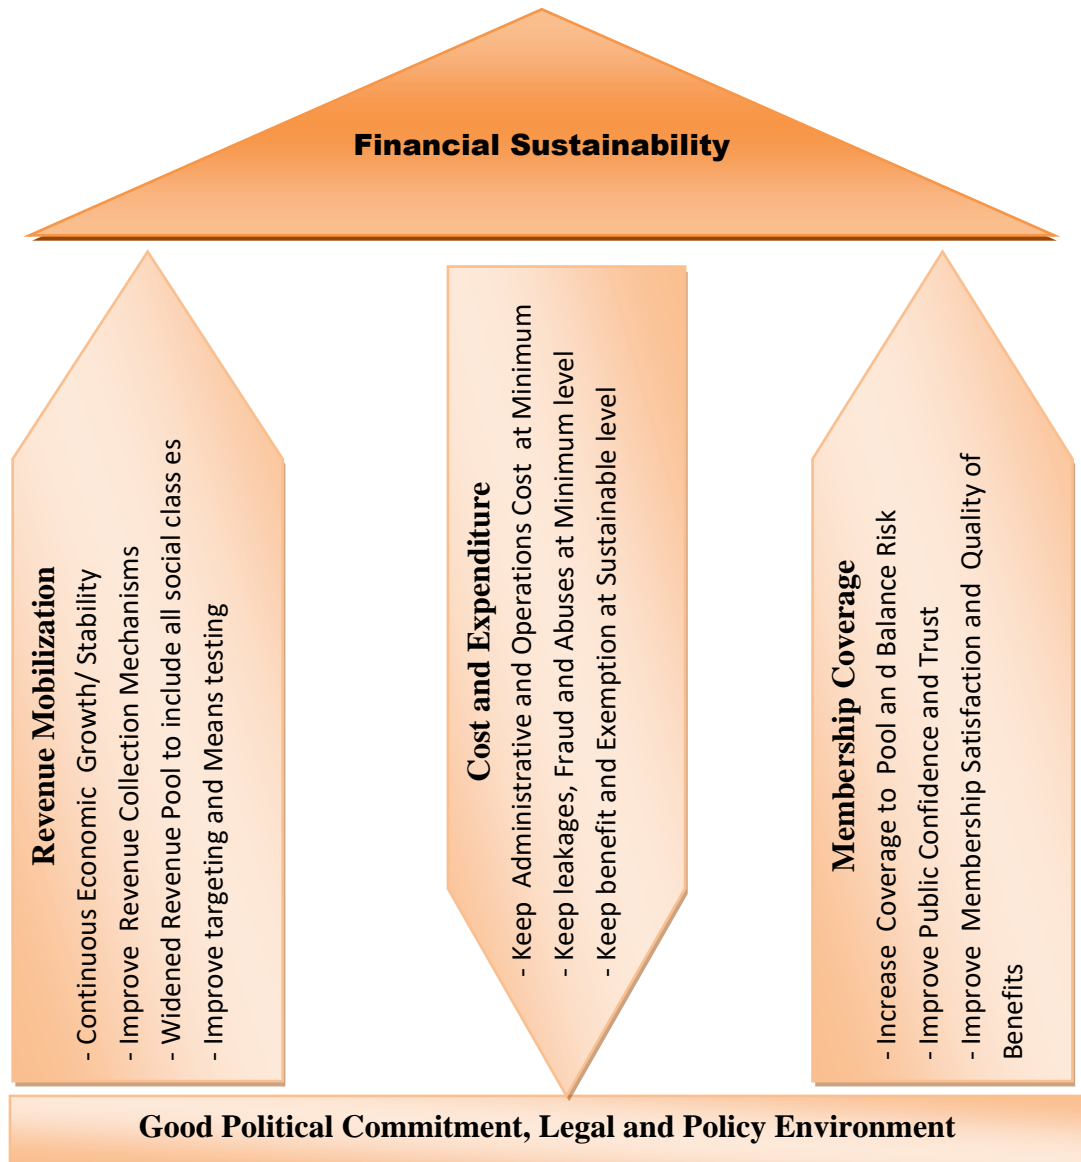 Financial Sustainability
Revenue Mobilization
- Continuous Economic Growth/ Stability
- Improve Revenue Collection Mechanisms
- Widened Revenue Pool to include all social class es
- Improve targeting and Means testing
Cost and Expenditure
- Keep Administrative and Operations Cost at Minimum
- Keep leakages, Fraud and Abuses at Minimum level
- Keep benefit and Exemption at Sustainable level
Membership Coverage
- Increase Coverage to Pool an d Balance Risk
- Improve Public Confidence and Trust
- Improve Membership Satisfaction and Quality of
Benefits
Good Political Commitment, Legal and Policy Environment